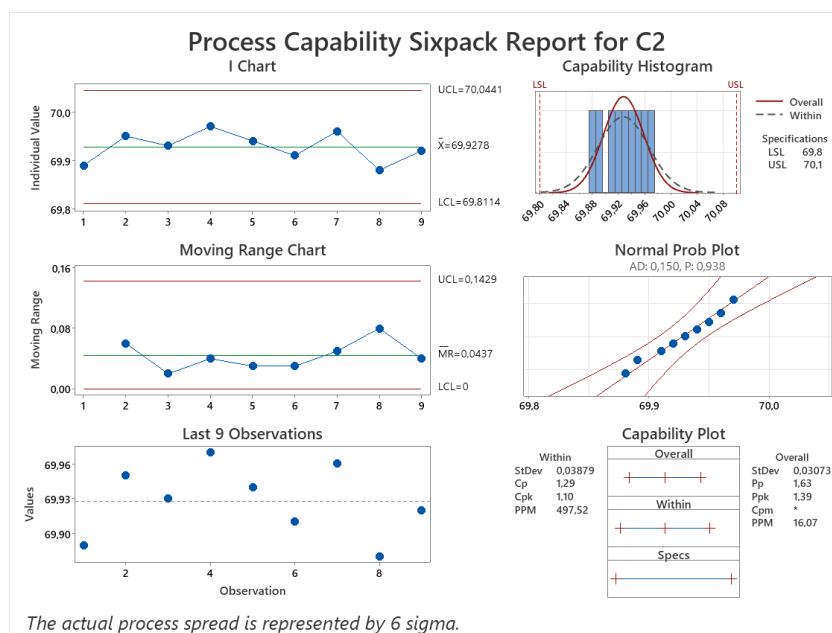 Process Capability Sixpack Report for C2
I Chart
Individual Value
70,0
69,9
69,8
UCL=70,0441
X̄=69,9278
LCL=69,8114
1 2 3 4 5 6 7 8 9
Capability Histogram
LSL USL
Overall
Within
Specifications
LSL 69,8
USL 70,1
69,80 69,84 69,88 69,92 69,96 70,00 70,04 70,08
Moving Range Chart
Moving Range
0,16
0,08
0,00
UCL=0,1429
M̄R̄=0,0437
LCL=0
1 2 3 4 5 6 7 8 9
Normal Prob Plot
AD: 0,150, P: 0,938
69,8 69,9 70,0
Last 9 Observations
Values
69,96
69,93
69,90
2 4 6 8
Observation
Capability Plot
Within
StDev 0,03879
Cp 1,29
Cpk 1,10
PPM 497,52
Overall
Within
Specs
Overall
StDev 0,03073
Pp 1,63
Ppk 1,39
Cpm *
PPM 16,07
The actual process spread is represented by 6 sigma.